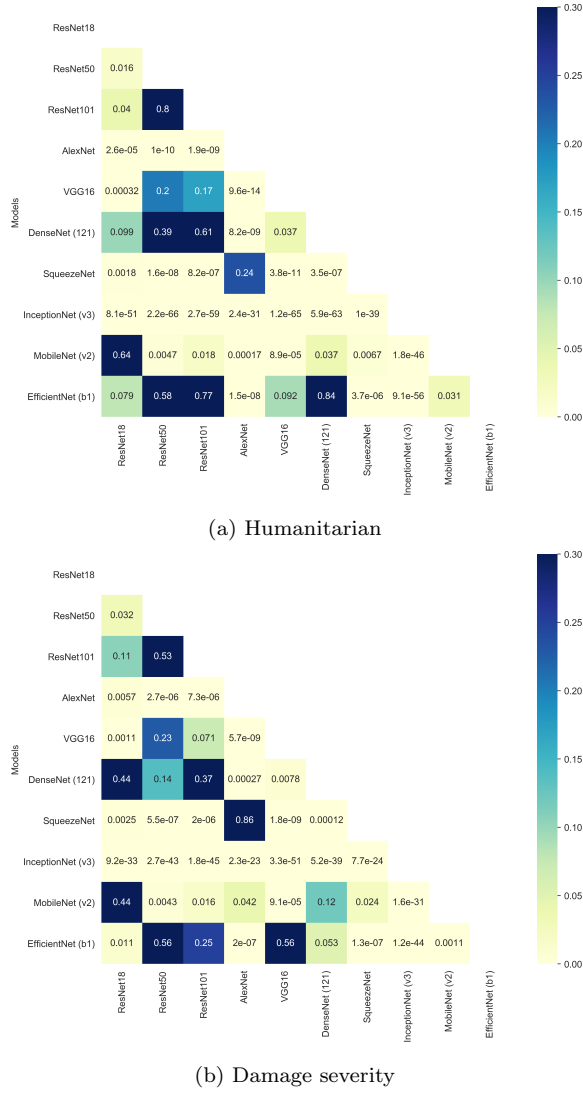 ResNet18
0.30
ResNet50
0.016
0.25
ResNet101
0.04 0.8
AlexNet
2.6e-05 1e-10 1.9e-09
0.20
VGG16
0.00032 0.2 0.17 9.6e-14
Models
0.15
DenseNet (121)
0.099 0.39 0.61 8.2e-09 0.037
SqueezeNet
0.0018 1.6e-08 8.2e-07 0.24 3.8e-11 3.5e-07
0.10
InceptionNet (v3)
8.1e-51 2.2e-66 2.7e-59 2.4e-31 1.2e-65 5.9e-63 1e-39
0.05
MobileNet (v2)
0.64 0.0047 0.018 0.00017 8.9e-05 0.037 0.0067 1.8e-46
EfficientNet (b1)
0.079 0.58 0.77 1.5e-08 0.092 0.84 3.7e-06 9.1e-56 0.031
0.00
ResNet18
ResNet50
ResNet101
AlexNet
VGG16
DenseNet (121)
SqueezeNet
InceptionNet (v3)
MobileNet (v2)
EfficientNet (b1)
(a) Humanitarian
ResNet18
0.30
ResNet50
0.032
0.25
ResNet101
0.11 0.53
AlexNet
0.0057 2.7e-06 7.3e-06
0.20
VGG16
0.0011 0.23 0.071 5.7e-09
Models
0.15
DenseNet (121)
0.44 0.14 0.37 0.00027 0.0078
SqueezeNet
0.0025 5.5e-07 2e-06 0.86 1.8e-09 0.00012
0.10
InceptionNet (v3)
9.2e-33 2.7e-43 1.8e-45 2.3e-23 3.3e-51 5.2e-39 7.7e-24
0.05
MobileNet (v2)
0.44 0.0043 0.016 0.042 9.1e-05 0.12 0.024 1.6e-31
EfficientNet (b1)
0.011 0.56 0.25 2e-07 0.56 0.053 1.3e-07 1.2e-44 0.0011
0.00
ResNet18
ResNet50
ResNet101
AlexNet
VGG16
DenseNet (121)
SqueezeNet
InceptionNet (v3)
MobileNet (v2)
EfficientNet (b1)
(b) Damage severity